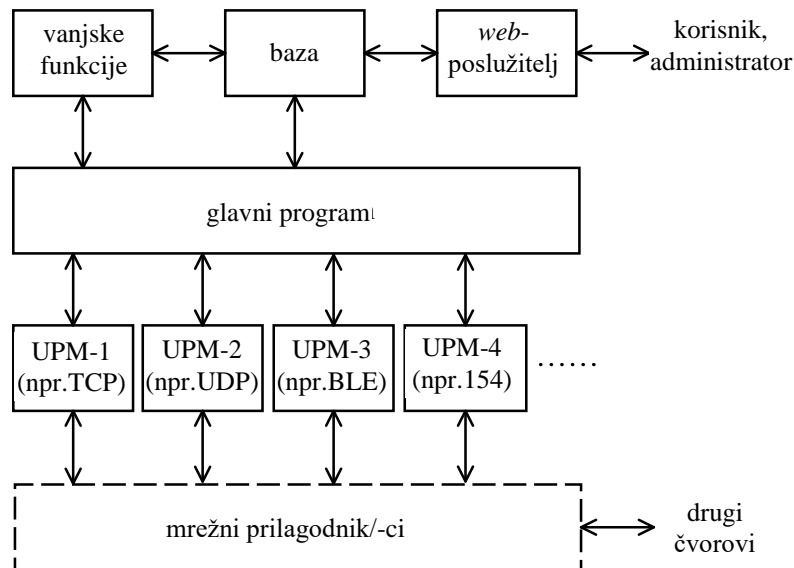 vanjske
funkcije
baza
web-
poslužitelj
korisnik,
administrator
glavni program
UPM-1
(npr.TCP)
UPM-2
(npr.UDP)
UPM-3
(npr.BLE)
UPM-4
(npr.154)
……
mrežni prilagodnik/-ci
drugi
čvorovi